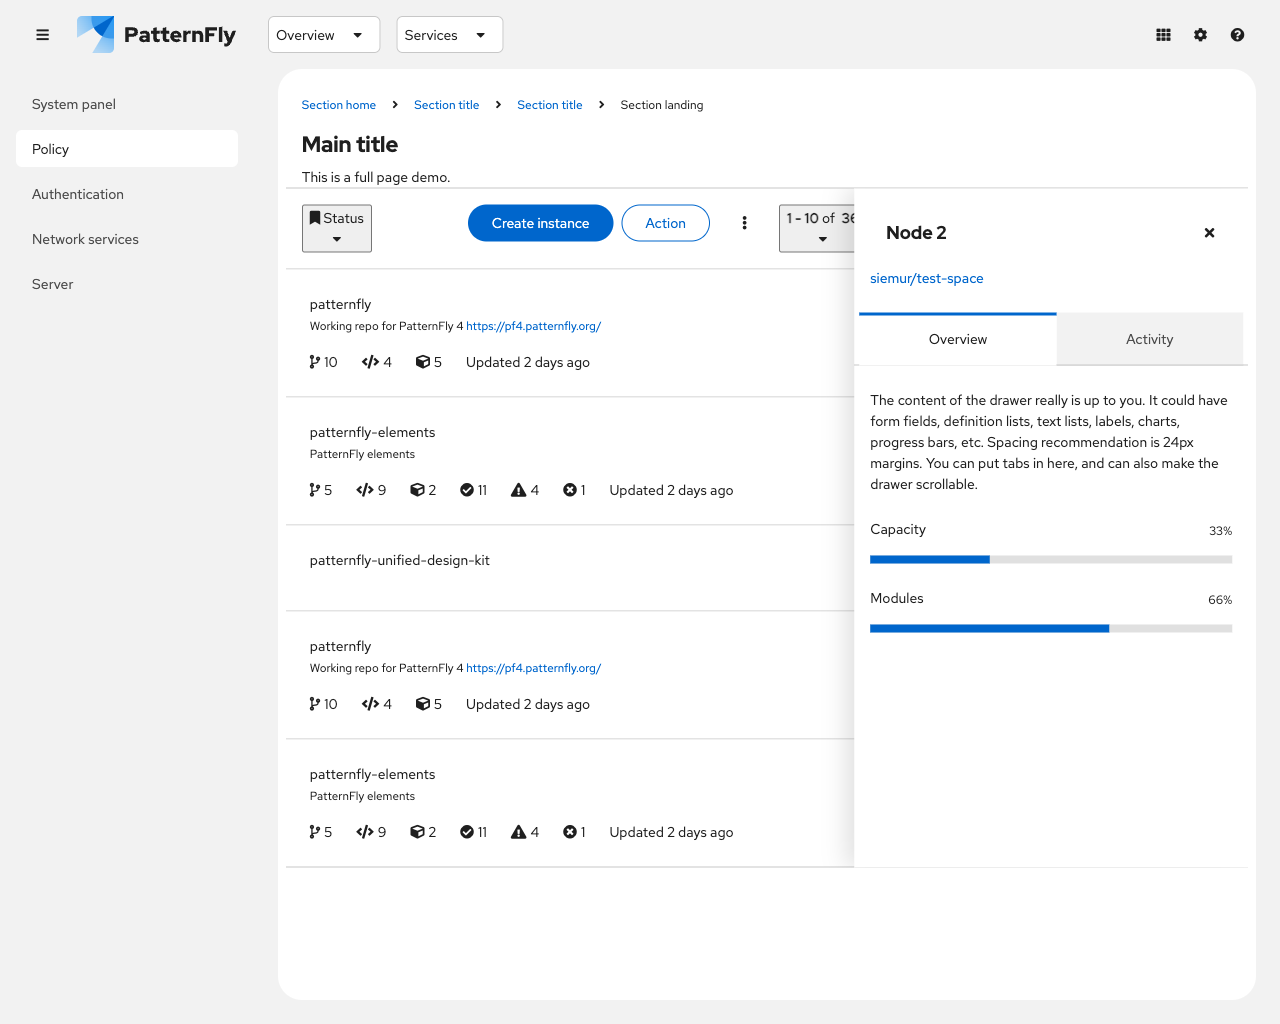 PatternFly
Overview
Services
System panel
Policy
Authentication
Network services
Server
Section home
Section title
Section title
Section landing
Main title
This is a full page demo.
Status
Create instance
Action
1 - 10 of 36
patternfly
Working repo for PatternFly 4 https://pf4.patternfly.org/
10 4 5 Updated 2 days ago
patternfly-elements
PatternFly elements
5 9 2 11 4 1 Updated 2 days ago
patternfly-unified-design-kit
patternfly
Working repo for PatternFly 4 https://pf4.patternfly.org/
10 4 5 Updated 2 days ago
patternfly-elements
PatternFly elements
5 9 2 11 4 1 Updated 2 days ago
Node 2
siemur/test-space
Overview
Activity
The content of the drawer really is up to you. It could have
form fields, definition lists, text lists, labels, charts,
progress bars, etc. Spacing recommendation is 24px
margins. You can put tabs in here, and can also make the
drawer scrollable.
Capacity
33%
Modules
66%